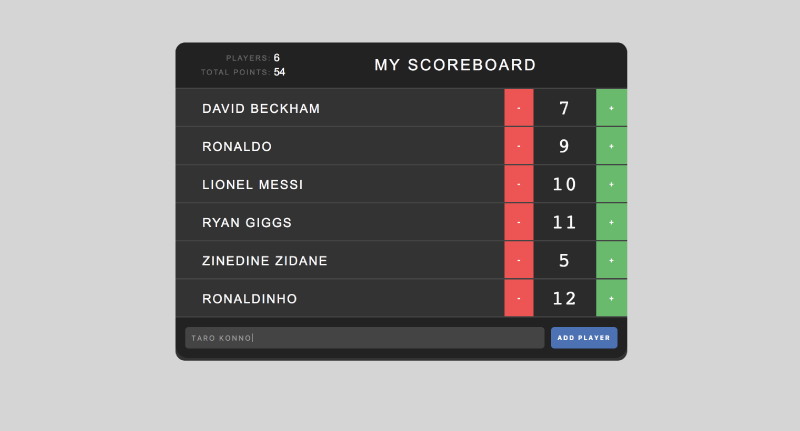 PLAYERS: 6
TOTAL POINTS: 54
MY SCOREBOARD
DAVID BECKHAM - 7 +
RONALDO - 9 +
LIONEL MESSI - 10 +
RYAN GIGGS - 11 +
ZINEDINE ZIDANE - 5 +
RONALDINHO - 12 +
TARO KONNO ADD PLAYER